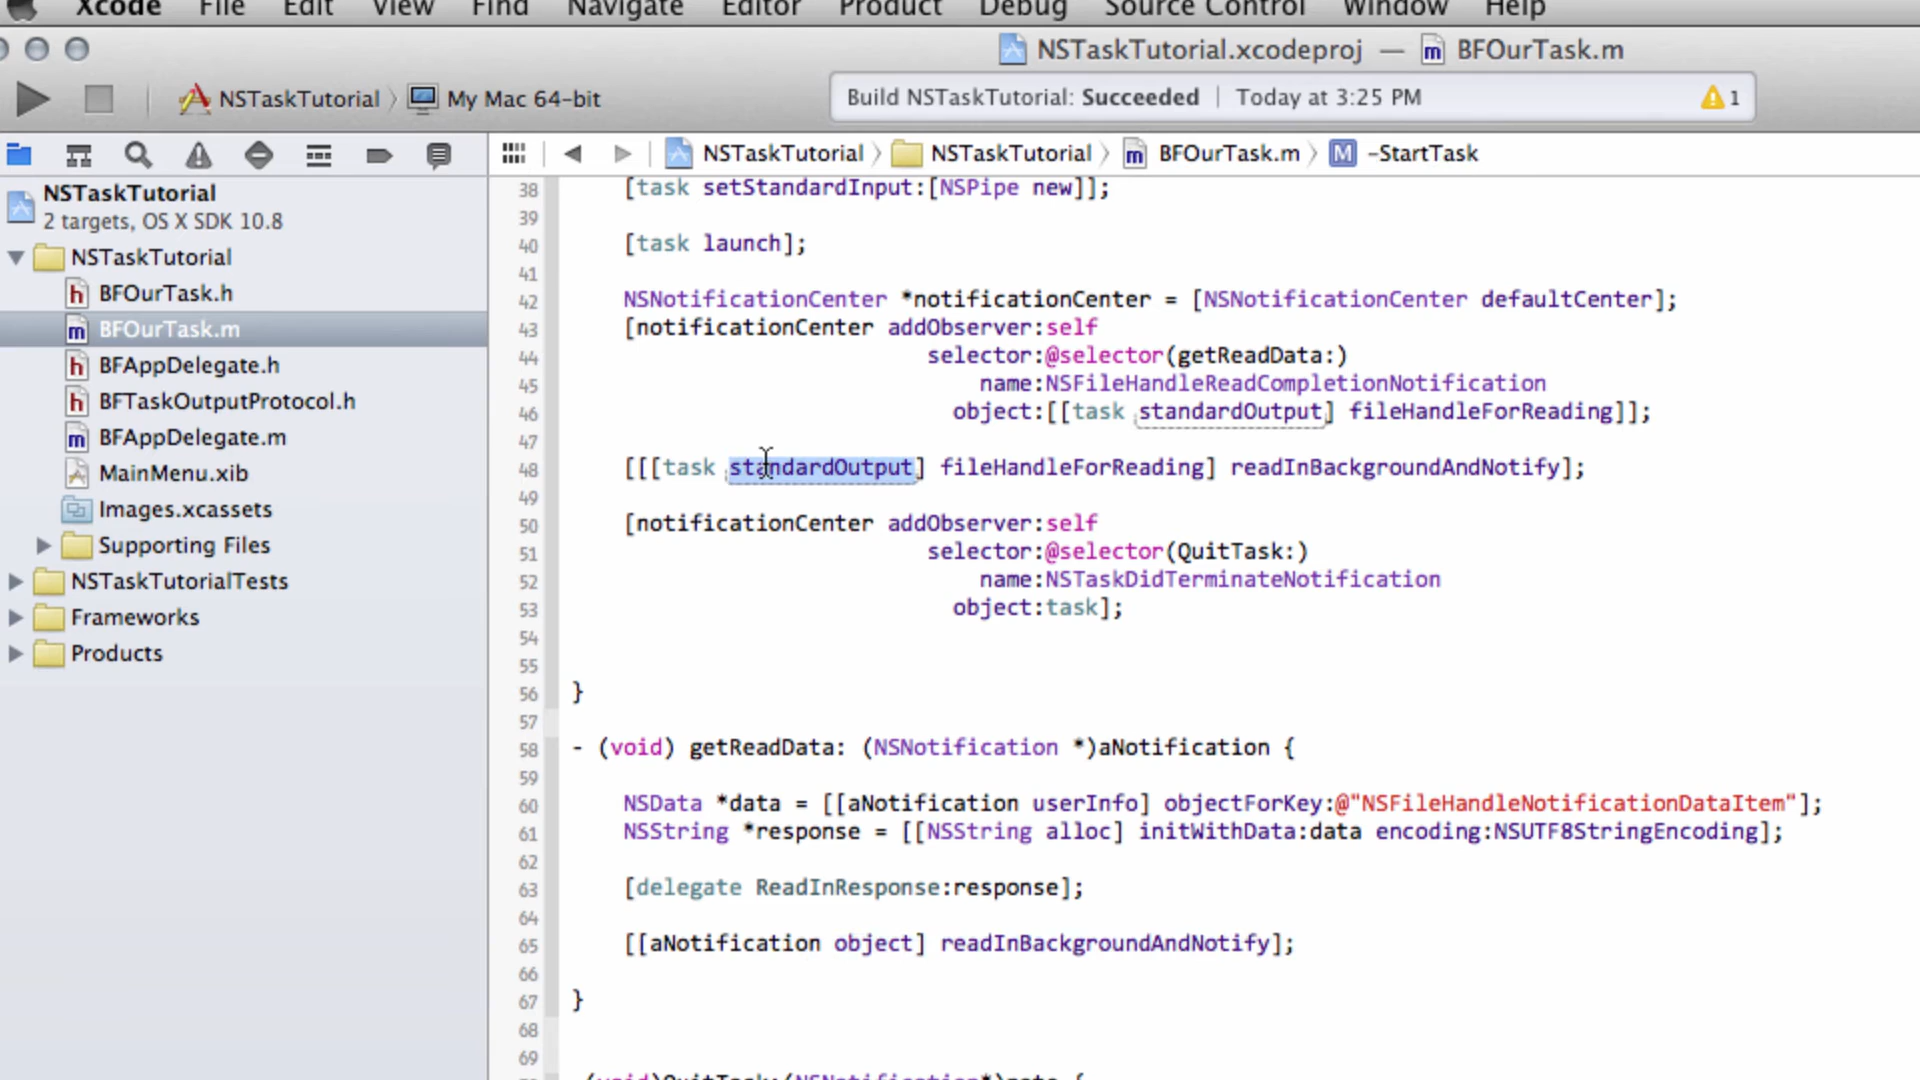 Xcode File Edit View Find Navigate Editor Product Debug Source Control Window Help
NSTaskTutorial.xcodeproj — BFOurTask.m
NSTaskTutorial My Mac 64-bit
Build NSTaskTutorial: Succeeded | Today at 3:25 PM 1
NSTaskTutorial NSTaskTutorial BFOurTask.m M -StartTask
NSTaskTutorial
2 targets, OS X SDK 10.8
NSTaskTutorial
h BFOurTask.h
m BFOurTask.m
h BFAppDelegate.h
h BFTaskOutputProtocol.h
m BFAppDelegate.m
MainMenu.xib
Images.xcassets
Supporting Files
NSTaskTutorialTests
Frameworks
Products
38 [task setStandardInput:[NSPipe new]];
39
40 [task launch];
41
42 NSNotificationCenter *notificationCenter = [NSNotificationCenter defaultCenter];
43 [notificationCenter addObserver:self
44 selector:@selector(getReadData:)
45 name:NSFileHandleReadCompletionNotification
46 object:[[task standardOutput] fileHandleForReading]];
47
48 [[[task standardOutput] fileHandleForReading] readInBackgroundAndNotify];
49
50 [notificationCenter addObserver:self
51 selector:@selector(QuitTask:)
52 name:NSTaskDidTerminateNotification
53 object:task];
54
55
56 }
57
58 - (void) getReadData: (NSNotification *)aNotification {
59
60 NSData *data = [[aNotification userInfo] objectForKey:@"NSFileHandleNotificationDataItem"];
61 NSString *response = [[NSString alloc] initWithData:data encoding:NSUTF8StringEncoding];
62
63 [delegate ReadInResponse:response];
64
65 [[aNotification object] readInBackgroundAndNotify];
66
67 }
68
69